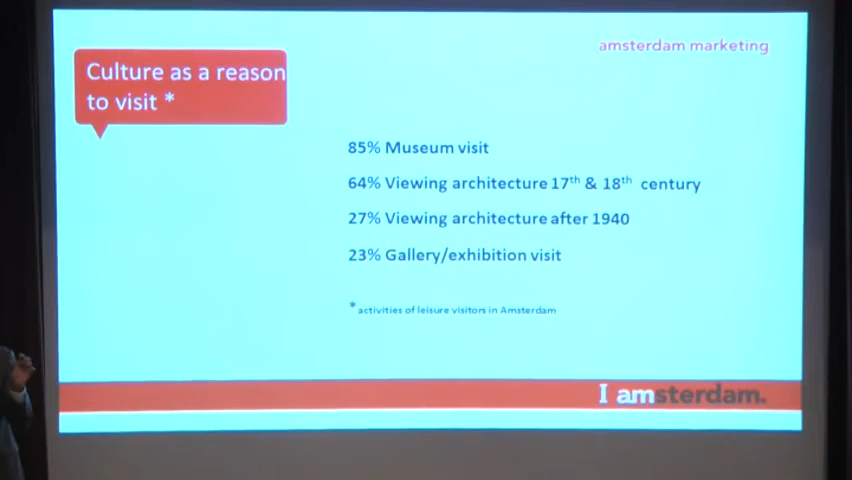 amsterdam marketing
Culture as a reason
to visit *
85% Museum visit
64% Viewing architecture 17th & 18th century
27% Viewing architecture after 1940
23% Gallery/exhibition visit
* activities of leisure visitors in Amsterdam
I amsterdam.